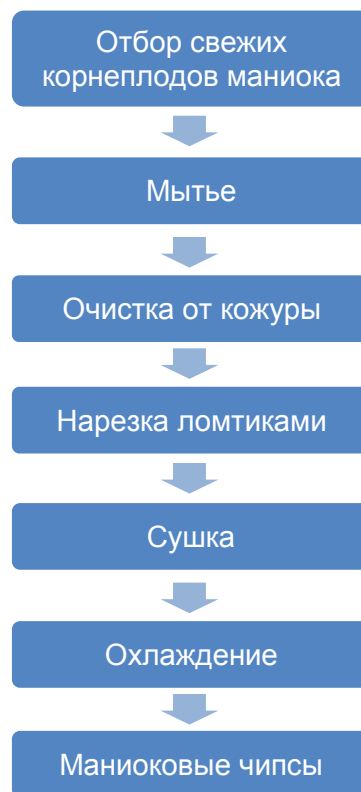 Отбор свежих
корнеплодов маниока
Мытье
Очистка от кожуры
Нарезка ломтиками
Сушка
Охлаждение
Маниоковые чипсы